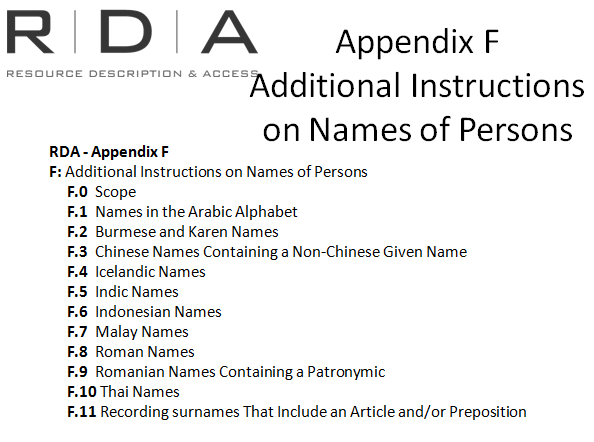 R | D | A
RESOURCE DESCRIPTION & ACCESS
Appendix F
Additional Instructions
on Names of Persons
RDA - Appendix F
F: Additional Instructions on Names of Persons
F.0 Scope
F.1 Names in the Arabic Alphabet
F.2 Burmese and Karen Names
F.3 Chinese Names Containing a Non-Chinese Given Name
F.4 Icelandic Names
F.5 Indic Names
F.6 Indonesian Names
F.7 Malay Names
F.8 Roman Names
F.9 Romanian Names Containing a Patronymic
F.10 Thai Names
F.11 Recording surnames That Include an Article and/or Preposition